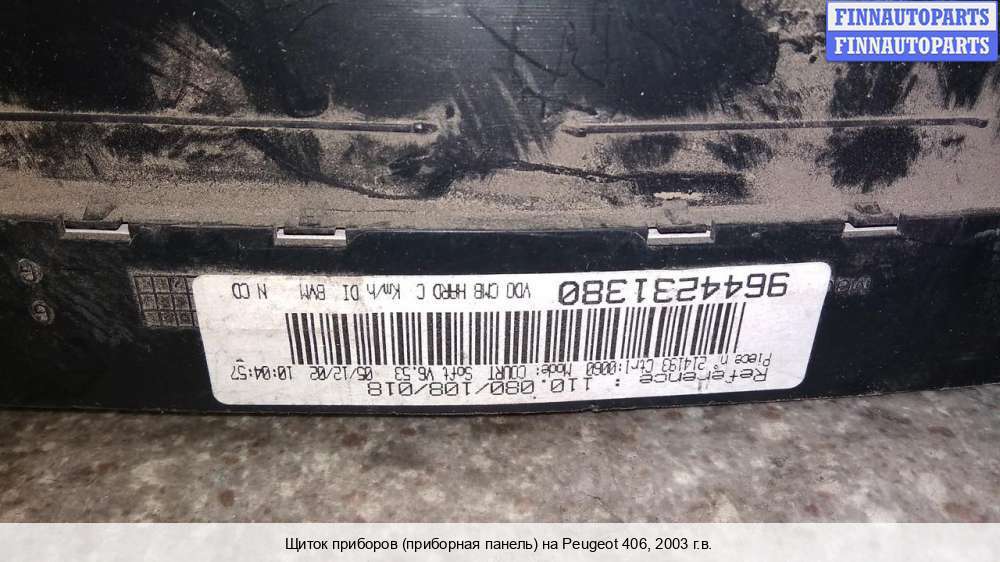 FINNAUTOPARTS
FINNAUTOPARTS
Reference : 110.080/108/018
Piece n° 214193 Ctrl:0060 Mode: COURT Soft V6.53 05/12/02 10:04:57
9644231380 VDO CMB HARD C Km/h DI BVM N CD
Щиток приборов (приборная панель) на Peugeot 406, 2003 г.в.